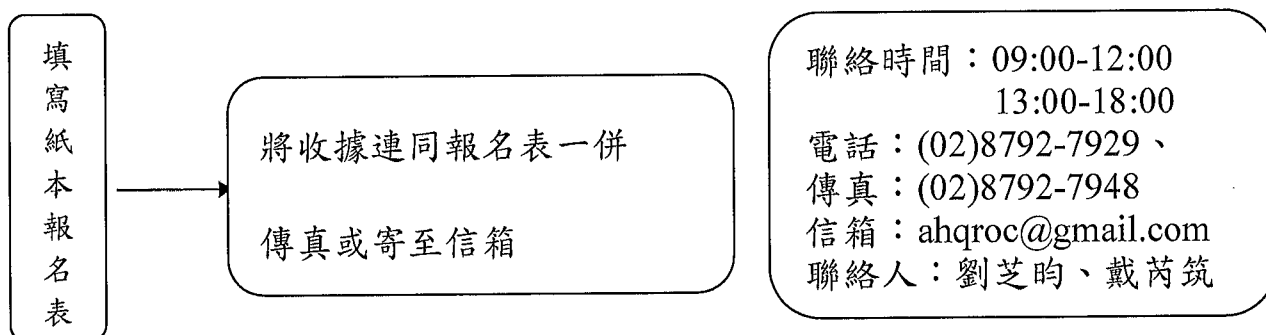 填寫紙本報名表
將收據連同報名表一併
傳真或寄至信箱
聯絡時間：09:00-12:00
13:00-18:00
電話：(02)8792-7929、
傳真：(02)8792-7948
信箱：ahqroc@gmail.com
聯絡人：劉芝昀、戴芮筑